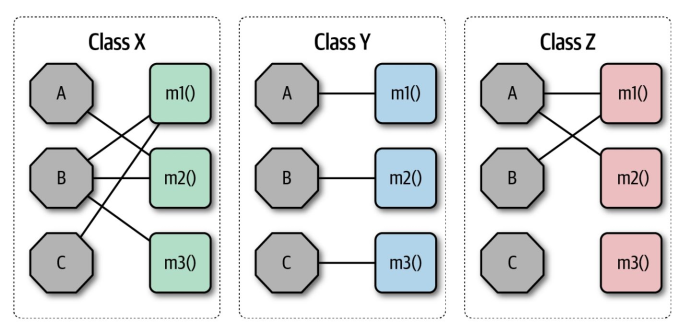 Class X
A m1()
B m2()
C m3()
Class Y
A m1()
B m2()
C m3()
Class Z
A m1()
B m2()
C m3()